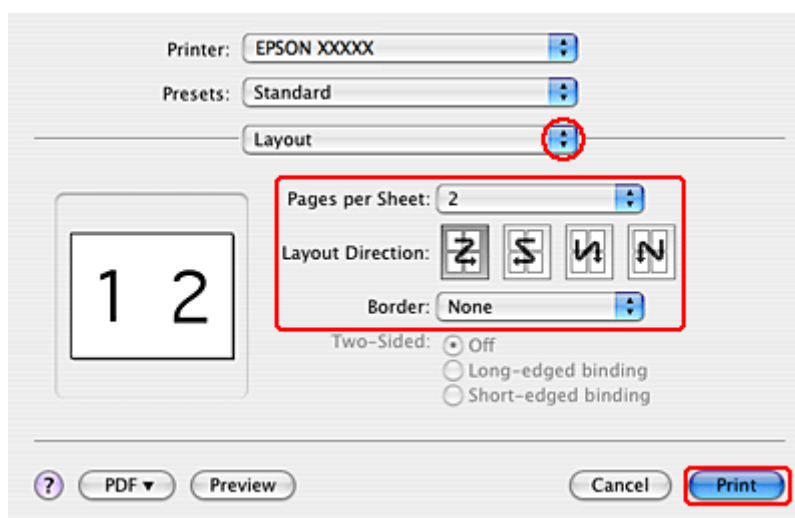 Printer: EPSON XXXXX
Presets: Standard
Layout
Pages per Sheet: 2
Layout Direction:
1 2
Border: None
Two-Sided: Off
Long-edged binding
Short-edged binding
? PDF▼ Preview Cancel Print